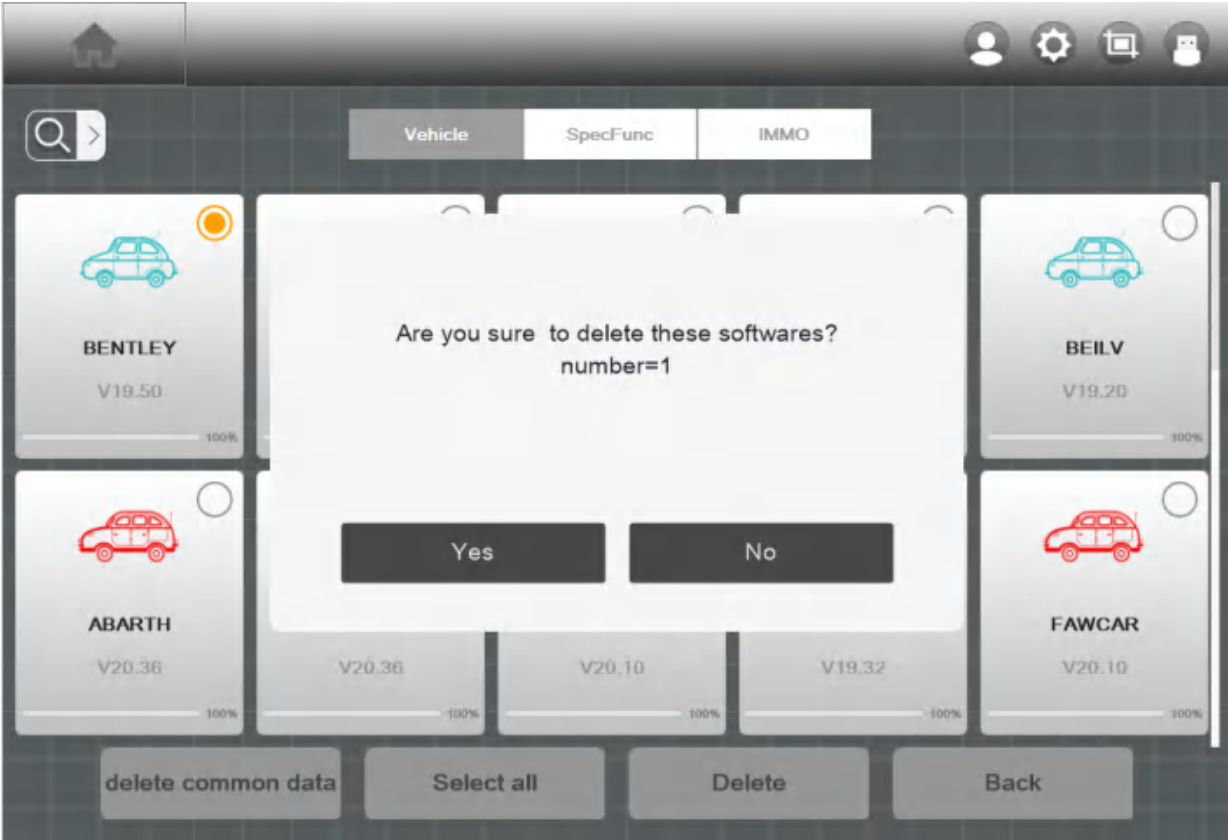 Vehicle
SpecFunc
IMMO
BENTLEY
V19.50
100%
Are you sure  to delete these softwares?
number=1
Yes
No
BEILV
V19.20
100%
ABARTH
V20.36
100%
V20.36
100%
V20.10
100%
V19.32
100%
FAWCAR
V20.10
100%
delete common data
Select all
Delete
Back